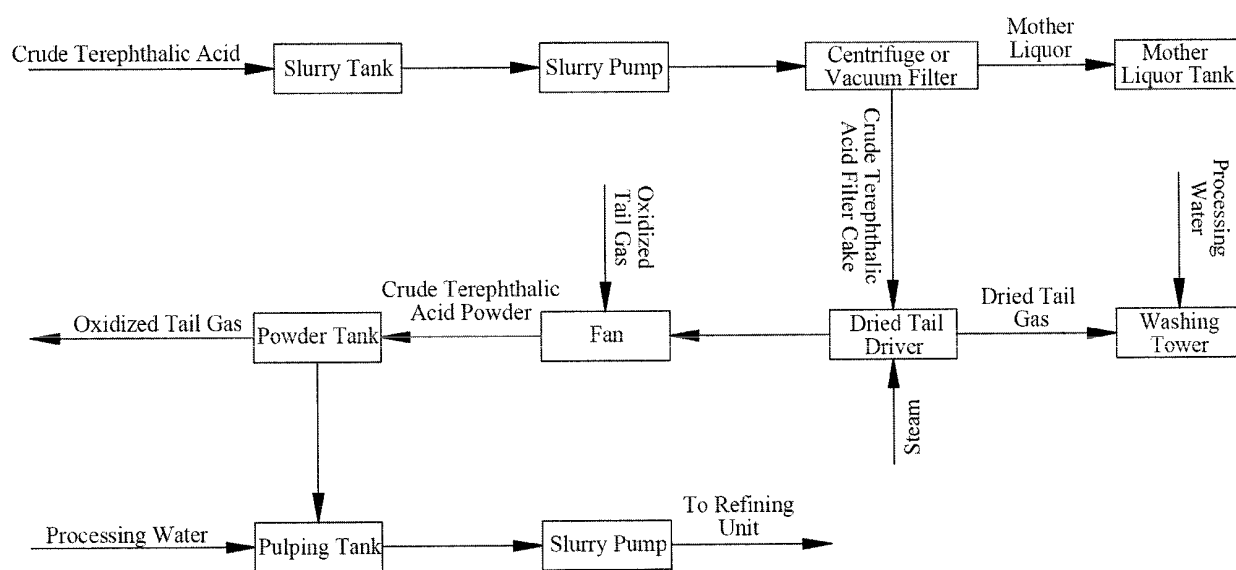 Crude Terephthalic Acid
Slurry Tank
Slurry Pump
Centrifuge or
Vacuum Filter
Mother
Liquor
Mother
Liquor Tank
Crude Terephthalic
Acid Filter Cake
Oxidized
Tail Gas
Processing
Water
Oxidized Tail Gas
Powder Tank
Crude Terephthalic
Acid Powder
Fan
Dried Tail
Driver
Dried Tail
Gas
Washing
Tower
Steam
Processing Water
Pulping Tank
Slurry Pump
To Refining
Unit